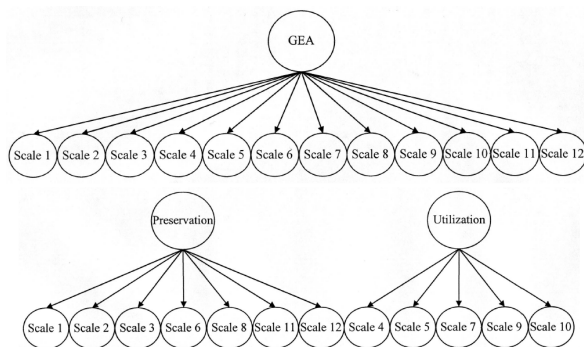 GEA
Scale 1 Scale 2 Scale 3 Scale 4 Scale 5 Scale 6 Scale 7 Scale 8 Scale 9 Scale 10 Scale 11 Scale 12
Preservation Utilization
Scale 1 Scale 2 Scale 3 Scale 6 Scale 8 Scale 11 Scale 12 Scale 4 Scale 5 Scale 7 Scale 9 Scale 10